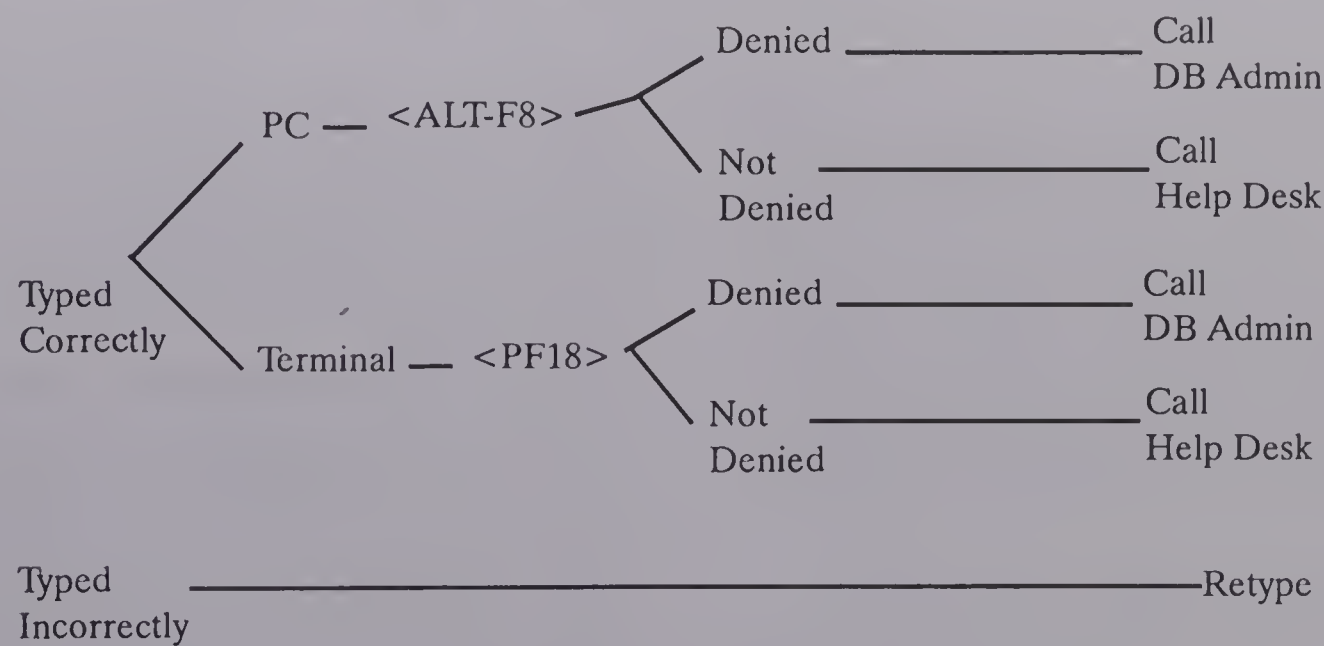 Denied
Call
DB Admin
PC
<ALT-F8>
Not
Denied
Call
Help Desk
Typed
Correctly
Terminal
<PF18>
Denied
Call
DB Admin
Not
Denied
Call
Help Desk
Typed
Incorrectly
Retype